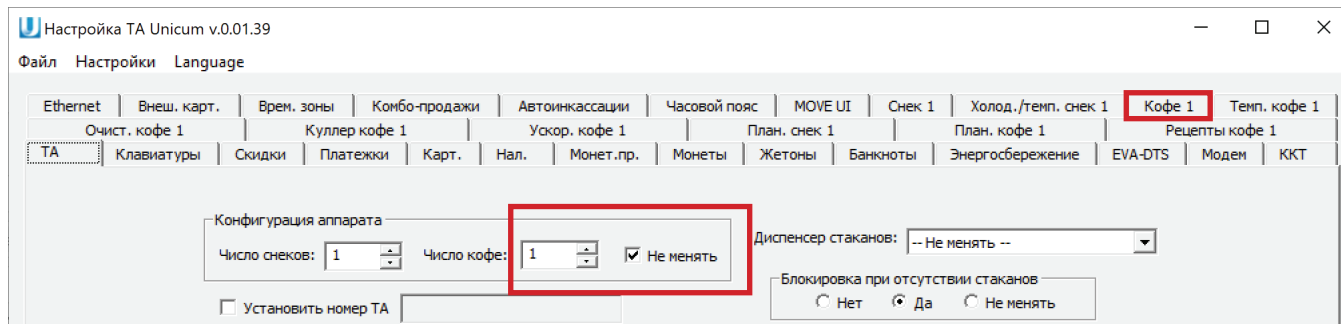 Настройка ТА Unicum v.0.01.39
Файл Настройки Language
Ethernet Внеш. карт. Врем. зоны Комбо-продажи Автоинкассации Часовой пояс MOVE UI Снек 1 Холод./темп. снек 1 Кофе 1 Темп. кофе 1
Очист. кофе 1 Куллер кофе 1 Ускор. кофе 1 План. снек 1 План. кофе 1 Рецепты кофе 1
ТА Клавиатуры Скидки Платежки Карт. Нал. Монет.пр. Монеты Жетоны Банкноты Энергосбережение EVA-DTS Модем ККТ
Конфигурация аппарата
Число снеков: 1 Число кофе: 1 Не менять
Диспенсер стаканов: -- Не менять --
Блокировка при отсутствии стаканов
Нет Да Не менять
Установить номер ТА